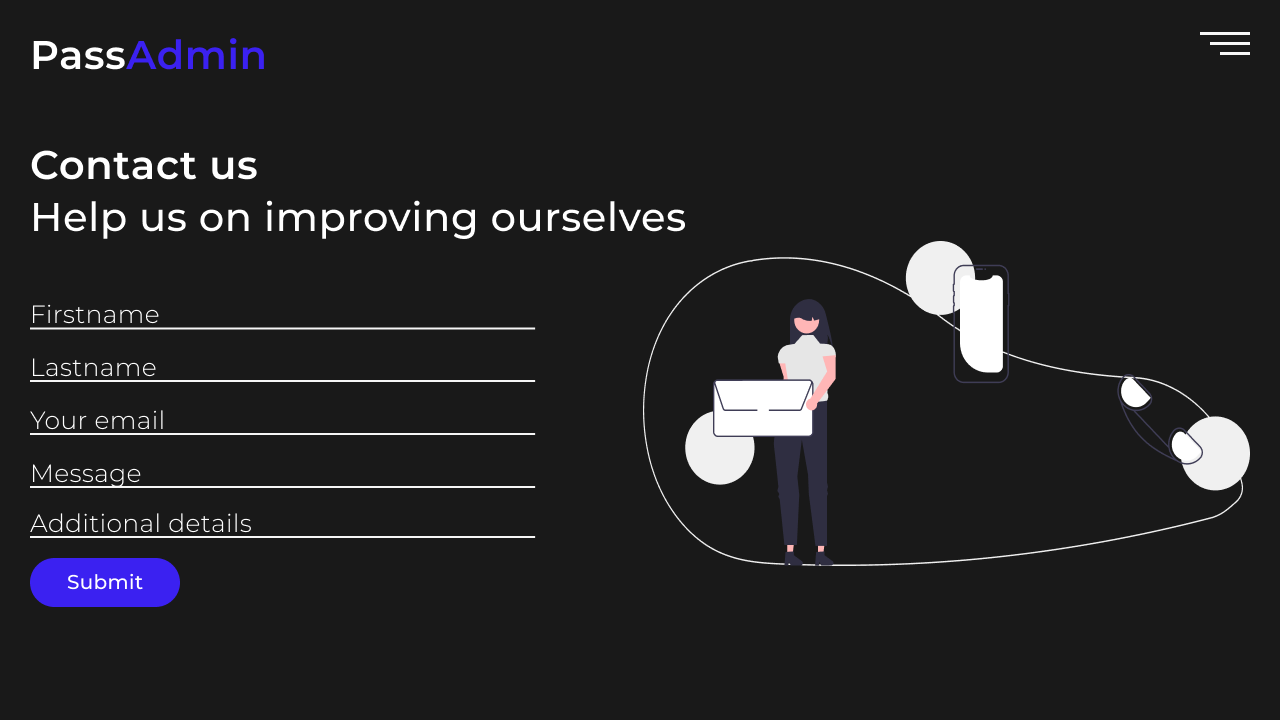 PassAdmin
Contact us
Help us on improving ourselves
Firstname
Lastname
Your email
Message
Additional details
Submit